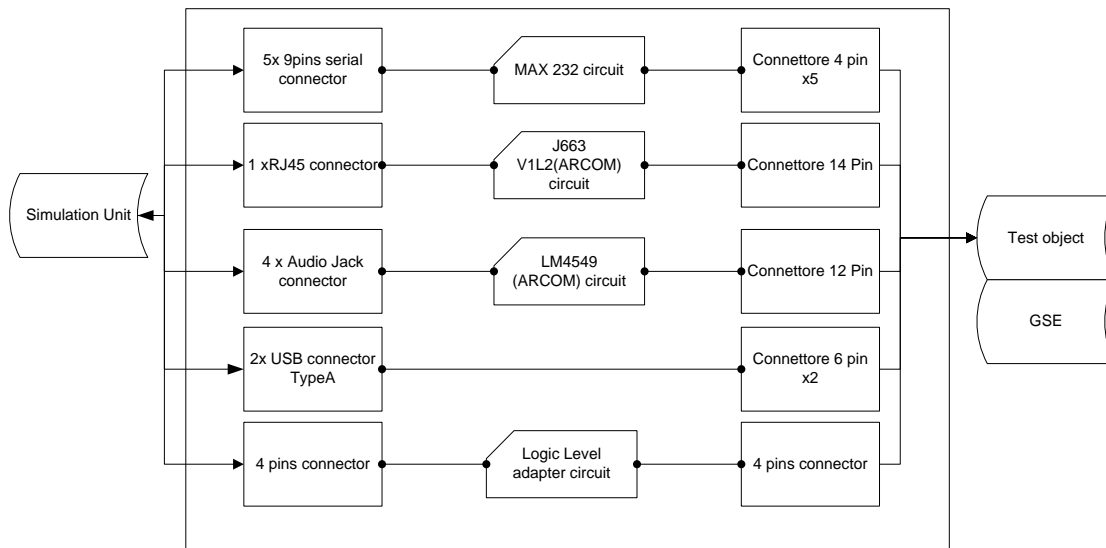 5x 9pins serial
connector
MAX 232 circuit
Connettore 4 pin
x5
1 xRJ45 connector
J663
V1L2(ARCOM)
circuit
Connettore 14 Pin
Simulation Unit
Test object
4 x Audio Jack
connector
LM4549
(ARCOM) circuit
Connettore 12 Pin
GSE
2x USB connector
TypeA
Connettore 6 pin
x2
4 pins connector
Logic Level
adapter circuit
4 pins connector